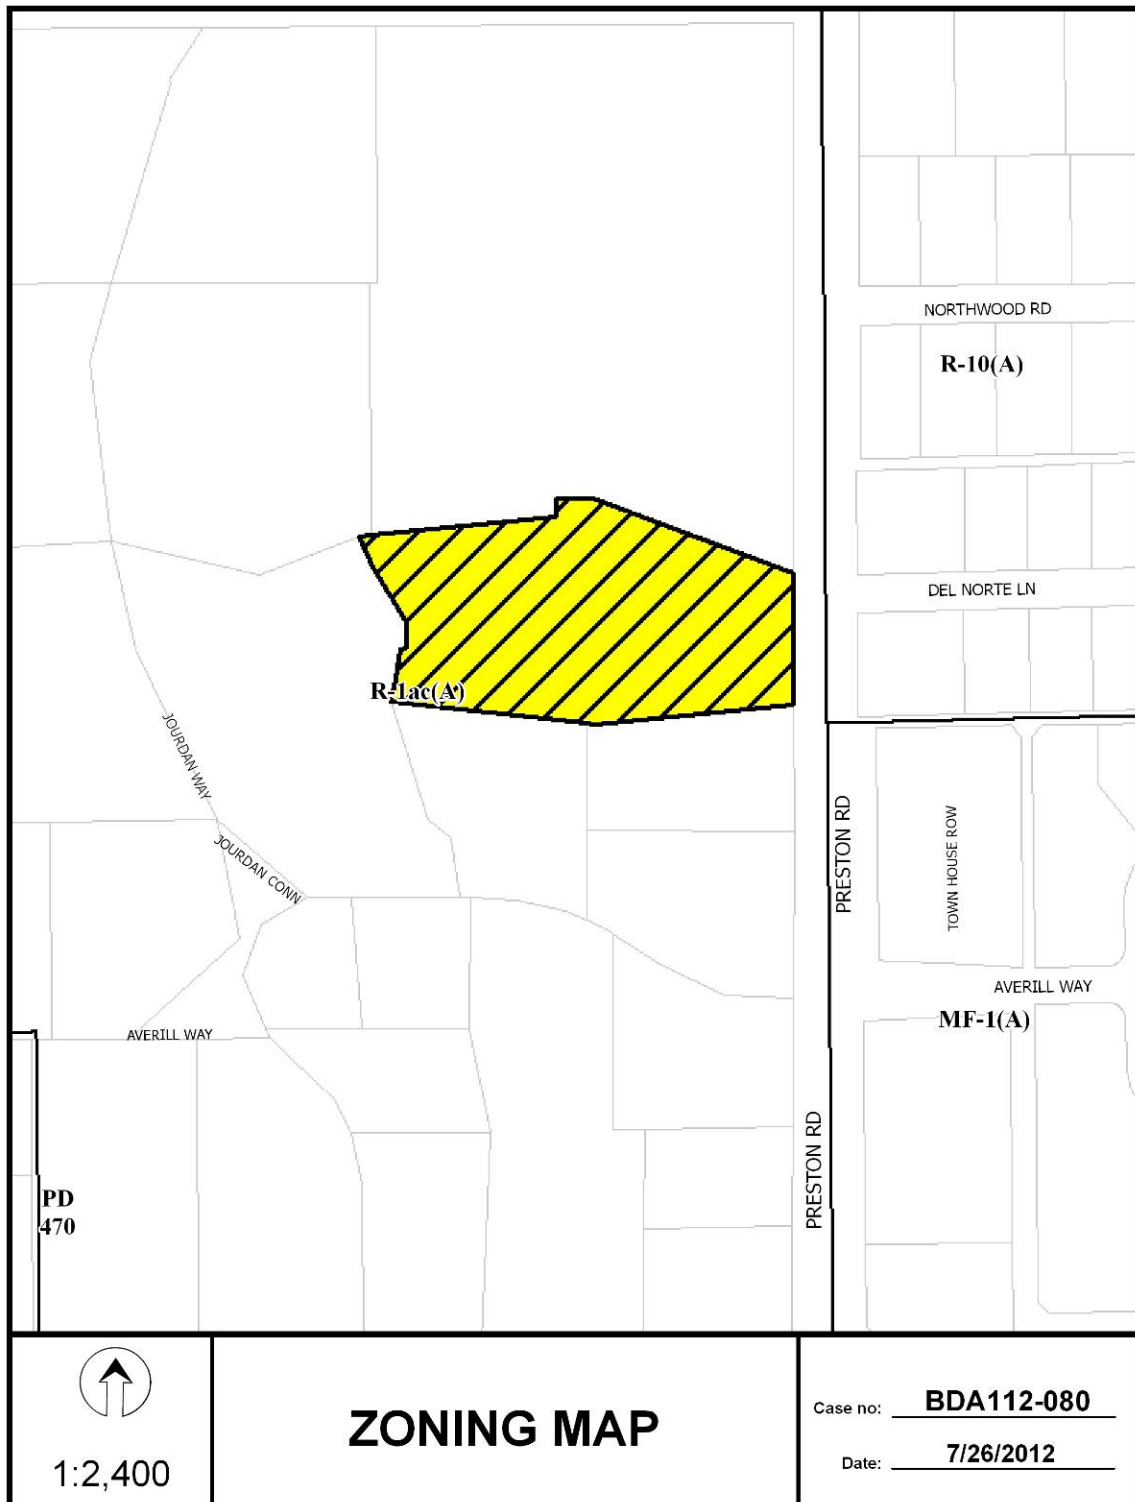 NORTHWOOD RD
R-10(A)
DEL NORTE LN
R-1ac(A)
JOURDAN WAY
JOURDAN CONN
PRESTON RD
TOWN HOUSE ROW
AVERILL WAY
MF-1(A)
AVERILL WAY
PRESTON RD
PD
470
1:2,400
ZONING MAP
Case no: BDA112-080
Date: 7/26/2012